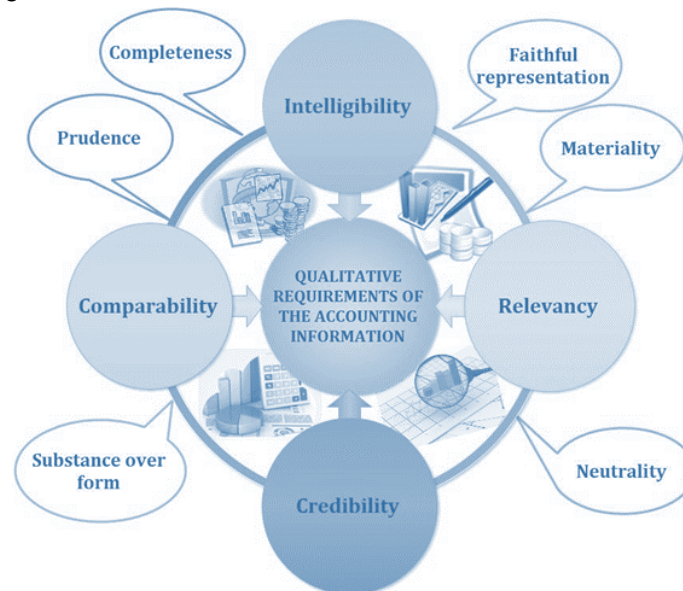 Completeness
Faithful
representation
Intelligibility
Prudence
Materiality
QUALITATIVE
REQUIREMENTS OF
THE ACCOUNTING
INFORMATION
Comparability
Relevancy
Substance over
form
Neutrality
Credibility